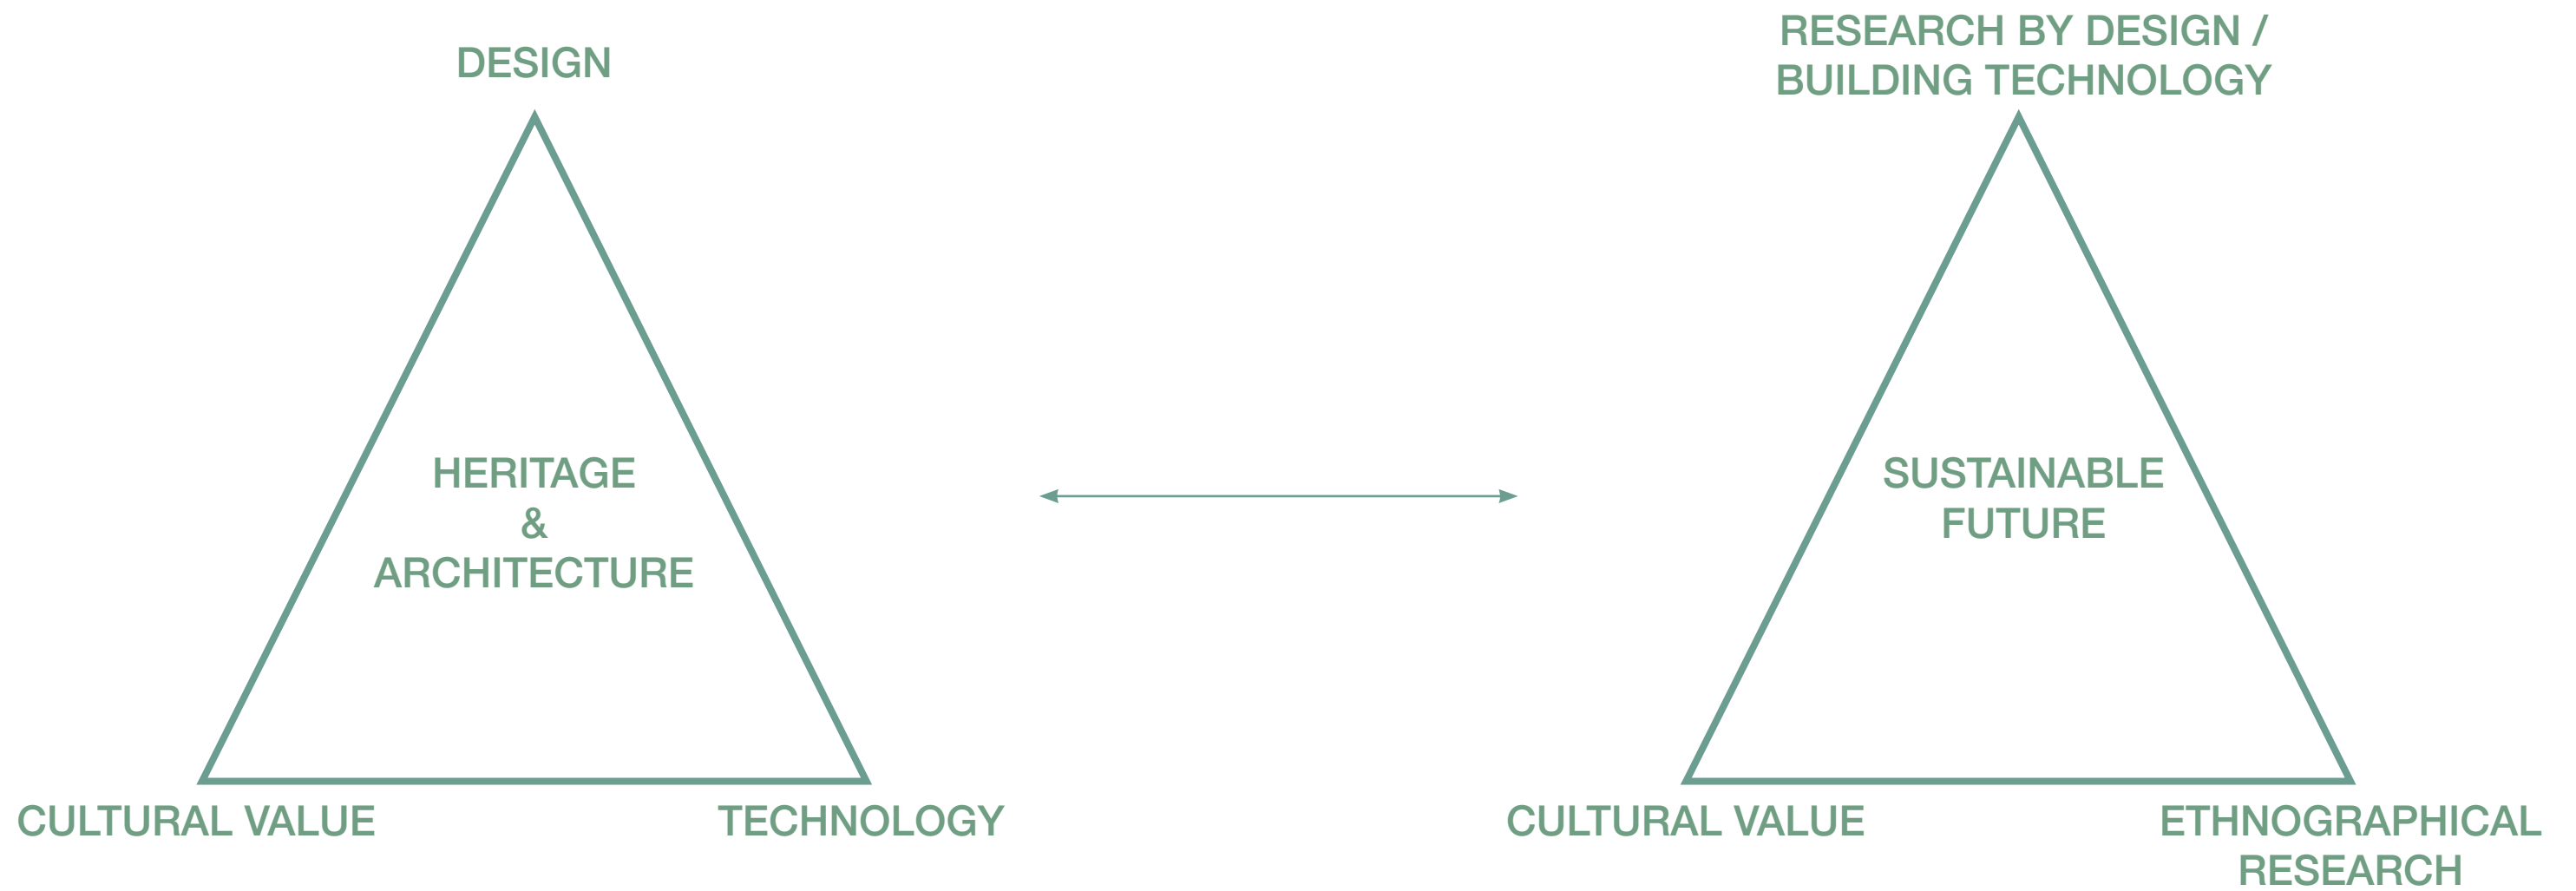 DESIGN
HERITAGE
&
ARCHITECTURE
CULTURAL VALUE
TECHNOLOGY
RESEARCH BY DESIGN /
BUILDING TECHNOLOGY
SUSTAINABLE
FUTURE
CULTURAL VALUE
ETHNOGRAPHICAL
RESEARCH